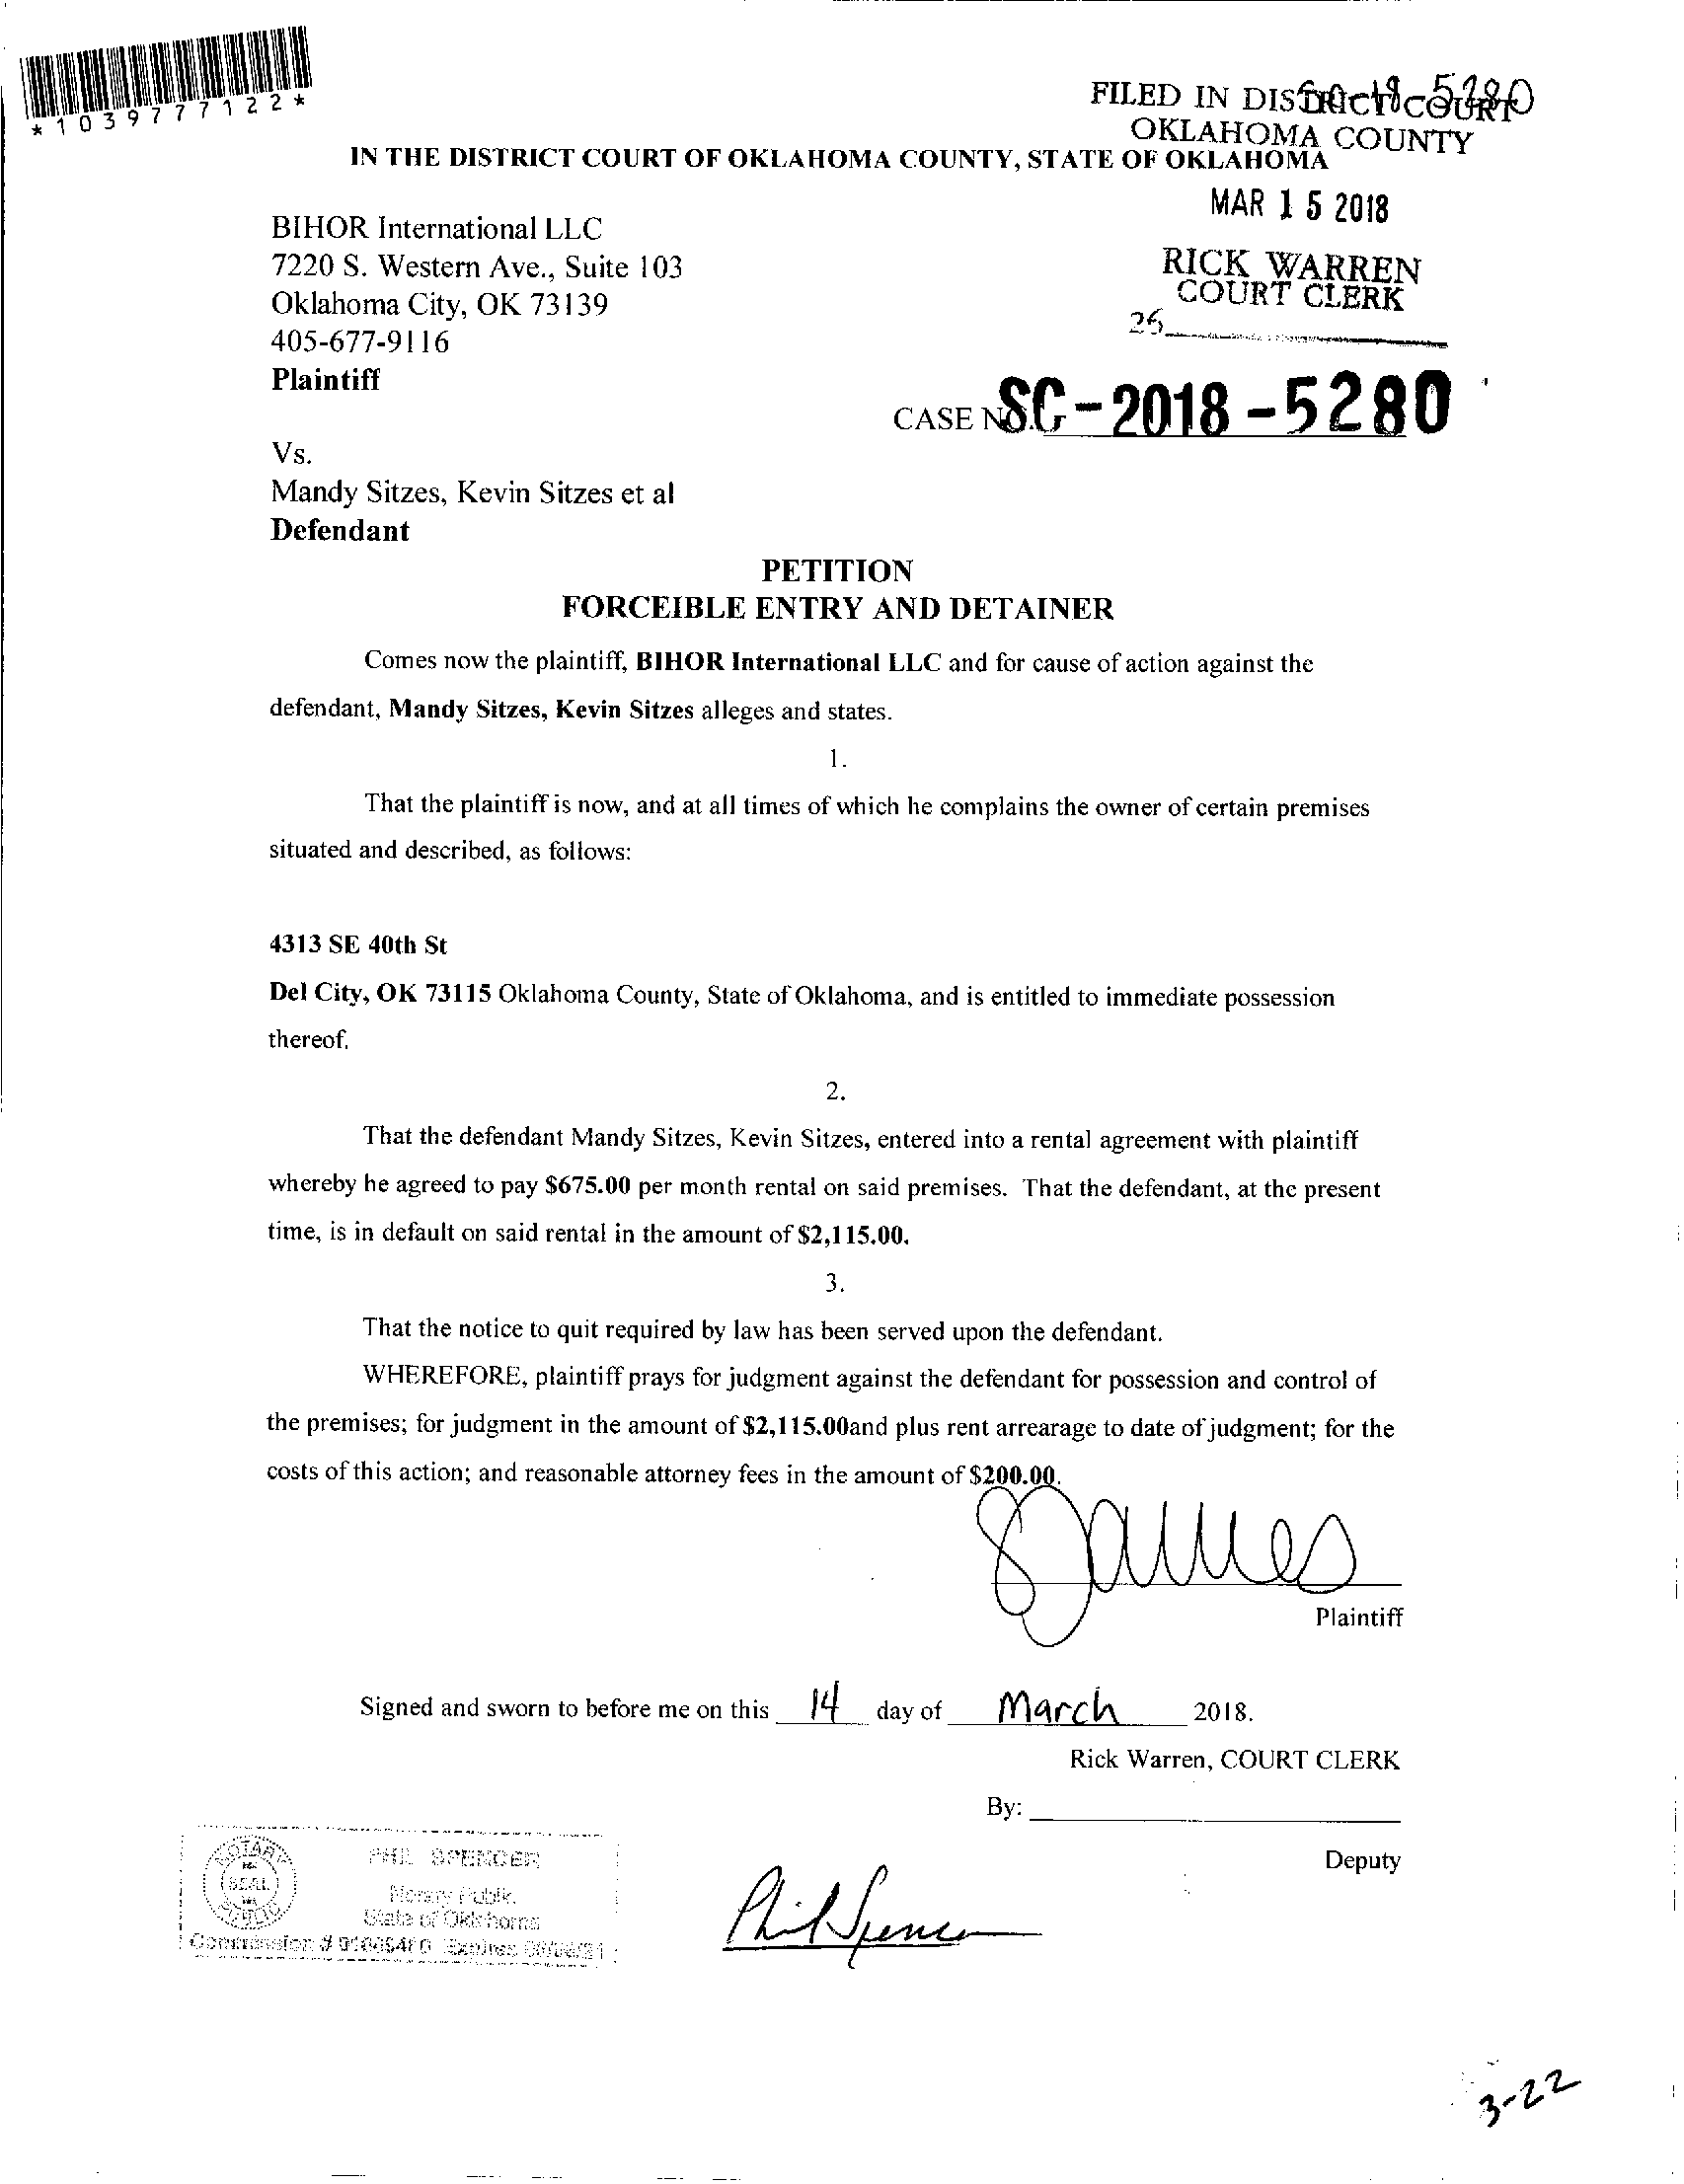 *1039777122*
FILED IN DISTRICT COURT
OKLAHOMA COUNTY
IN THE DISTRICT COURT OF OKLAHOMA COUNTY, STATE OF OKLAHOMA
MAR 15 2018
BIHOR International LLC
7220 S. Western Ave., Suite 103
Oklahoma City, OK 73139
405-677-9116
Plaintiff
RICK WARREN
COURT CLERK
26
CASE NO. SC-2018-5280
Vs.
Mandy Sitzes, Kevin Sitzes et al
Defendant
PETITION
FORCEIBLE ENTRY AND DETAINER
Comes now the plaintiff, BIHOR International LLC and for cause of action against the
defendant, Mandy Sitzes, Kevin Sitzes alleges and states.
1.
That the plaintiff is now, and at all times of which he complains the owner of certain premises
situated and described, as follows:
4313 SE 40th St
Del City, OK 73115 Oklahoma County, State of Oklahoma, and is entitled to immediate possession
thereof.
2.
That the defendant Mandy Sitzes, Kevin Sitzes, entered into a rental agreement with plaintiff
whereby he agreed to pay $675.00 per month rental on said premises. That the defendant, at the present
time, is in default on said rental in the amount of $2,115.00.
3.
That the notice to quit required by law has been served upon the defendant.
WHEREFORE, plaintiff prays for judgment against the defendant for possession and control of
the premises; for judgment in the amount of $2,115.00and plus rent arrearage to date of judgment; for the
costs of this action; and reasonable attorney fees in the amount of $200.00.
Plaintiff
Signed and sworn to before me on this 14 day of March 2018.
Rick Warren, COURT CLERK
By:
Deputy
NOTARY
SEAL
PUBLIC
PHIL SPENCER
Notary Public
State of Oklahoma
Commission # Expires
Phil Spencer
3-22